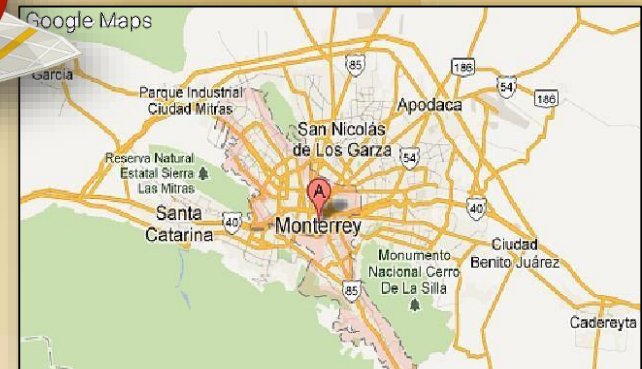 Google Maps
García
85
186
54
186
Parque Industrial
Ciudad Mitras
Apodaca
San Nicolás
de Los Garza
54
Reserva Natural
Estatal Sierra
Las Mitras
A
Santa
Catarina
40
Monterrey
40
Ciudad
Benito Juárez
Monumento
Nacional Cerro
De La Silla
85
Cadereyta